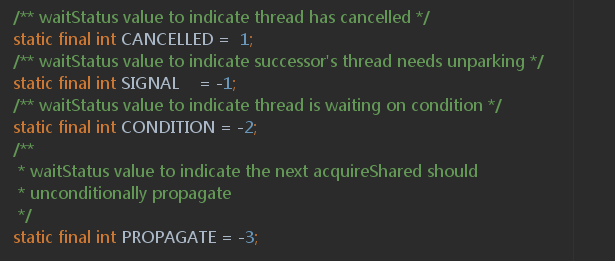 /** waitStatus value to indicate thread has cancelled */
static final int CANCELLED =  1;
/** waitStatus value to indicate successor's thread needs unparking */
static final int SIGNAL    = -1;
/** waitStatus value to indicate thread is waiting on condition */
static final int CONDITION = -2;
/**
 * waitStatus value to indicate the next acquireShared should
 * unconditionally propagate
 */
static final int PROPAGATE = -3;